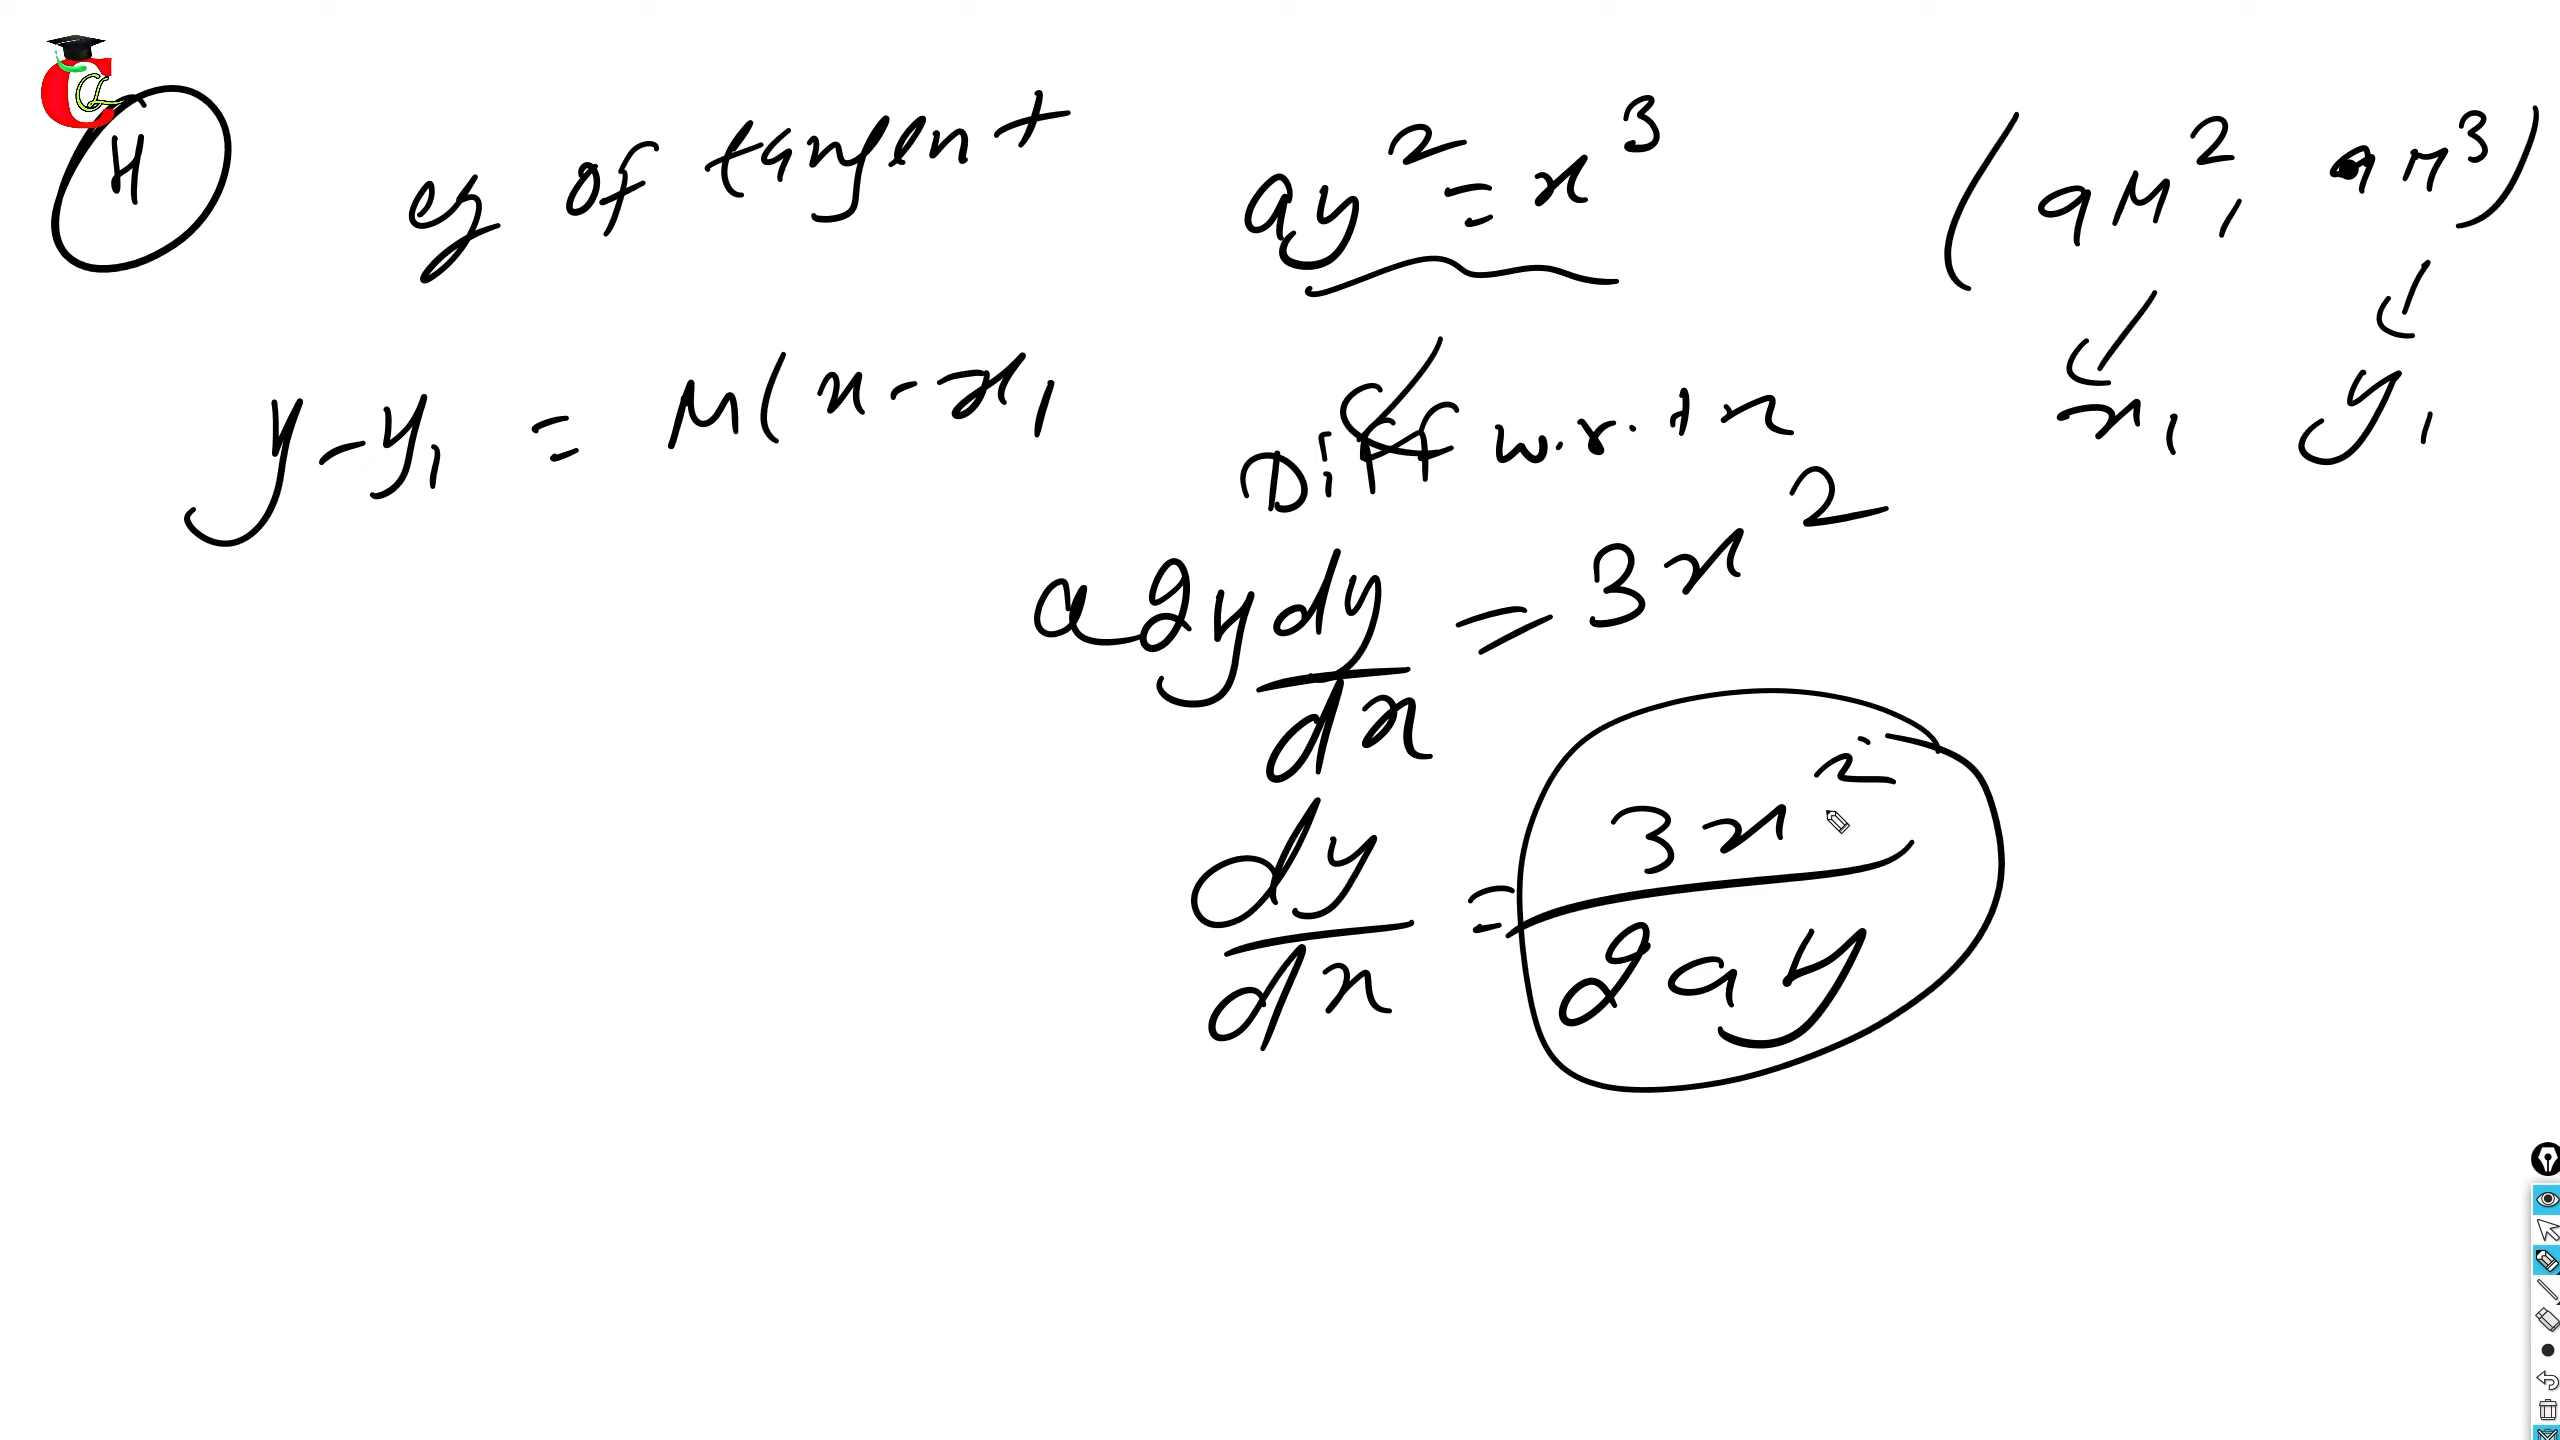 H eq of tangent ay² = x³ (aM², aM³)
y - y₁ = M(x - x₁
x₁ y₁
Diff w.r.t x
a2y dy/dx = 3x²
dy/dx = 3x²/2ay